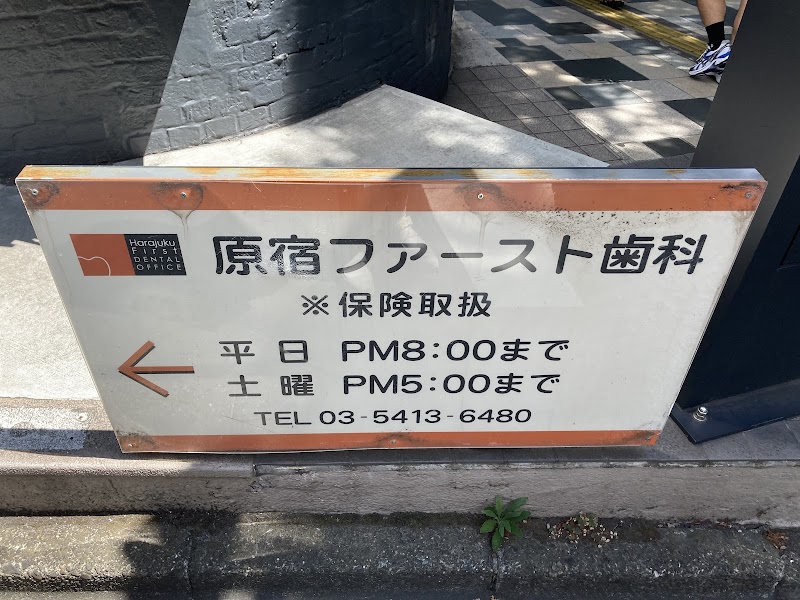 Harajuku
FIRST
DENTAL
OFFICE
原宿ファースト歯科
※保険取扱
平日 PM8:00まで
土曜 PM5:00まで
TEL 03-5413-6480